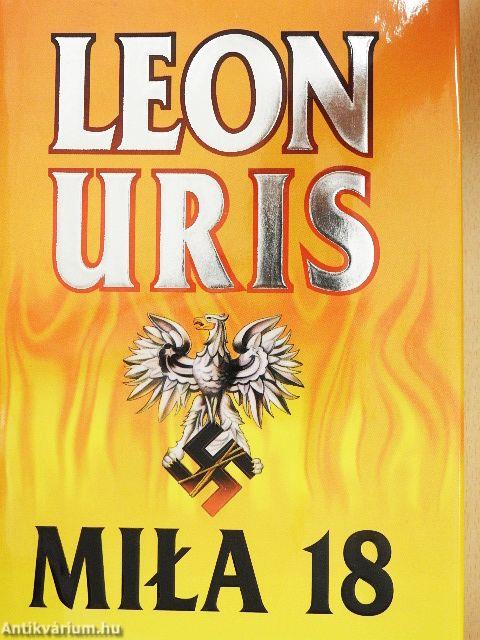 LEON
URIS
MIŁA 18
Antikvárium.hu